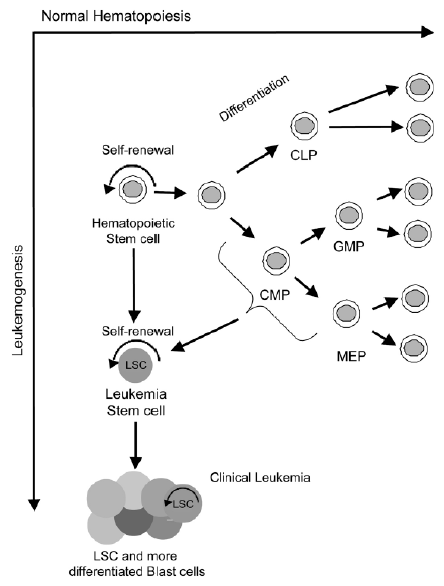 Normal Hematopoiesis
Leukemogenesis
Differentiation
CLP
Self-renewal
Hematopoietic
Stem cell
GMP
CMP
MEP
Self-renewal
LSC
Leukemia
Stem cell
Clinical Leukemia
LSC
LSC and more
differentiated Blast cells